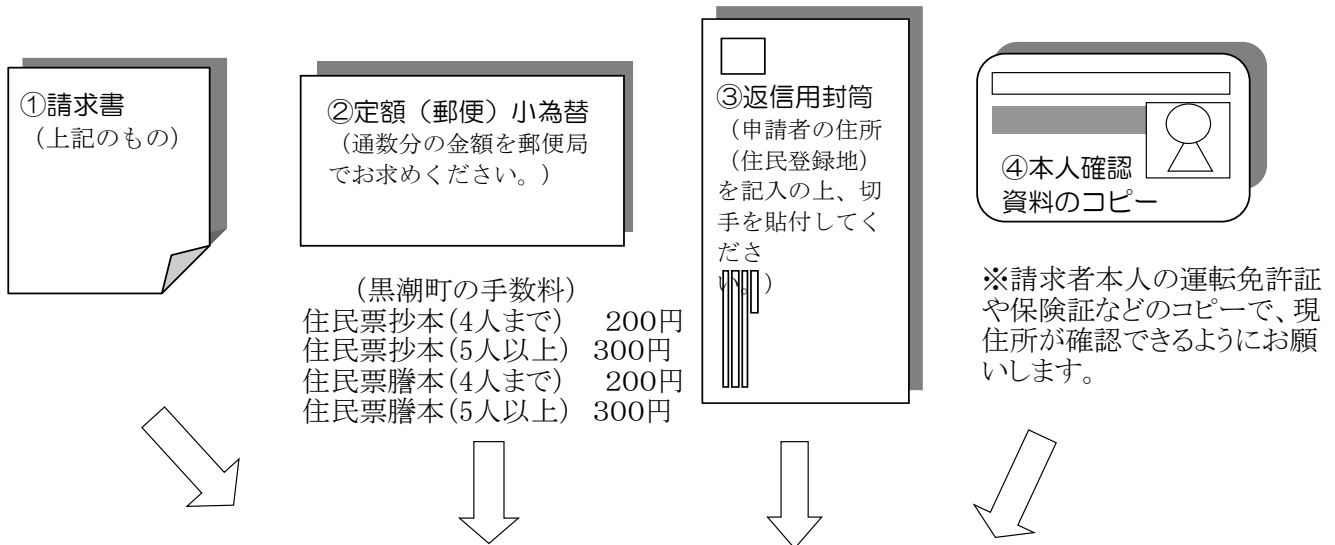 ①請求書
（上記のもの）
②定額（郵便）小為替
（通数分の金額を郵便局
でお求めください。）
（黒潮町の手数料）
住民票抄本（4人まで）　200円
住民票抄本（5人以上）　300円
住民票謄本（4人まで）　200円
住民票謄本（5人以上）　300円
③返信用封筒
（申請者の住所
（住民登録地）
を記入の上、切
手を貼付してく
ださ
い。）
④本人確認
資料のコピー
※請求者本人の運転免許証
や保険証などのコピーで、現
住所が確認できるようにお願
いします。